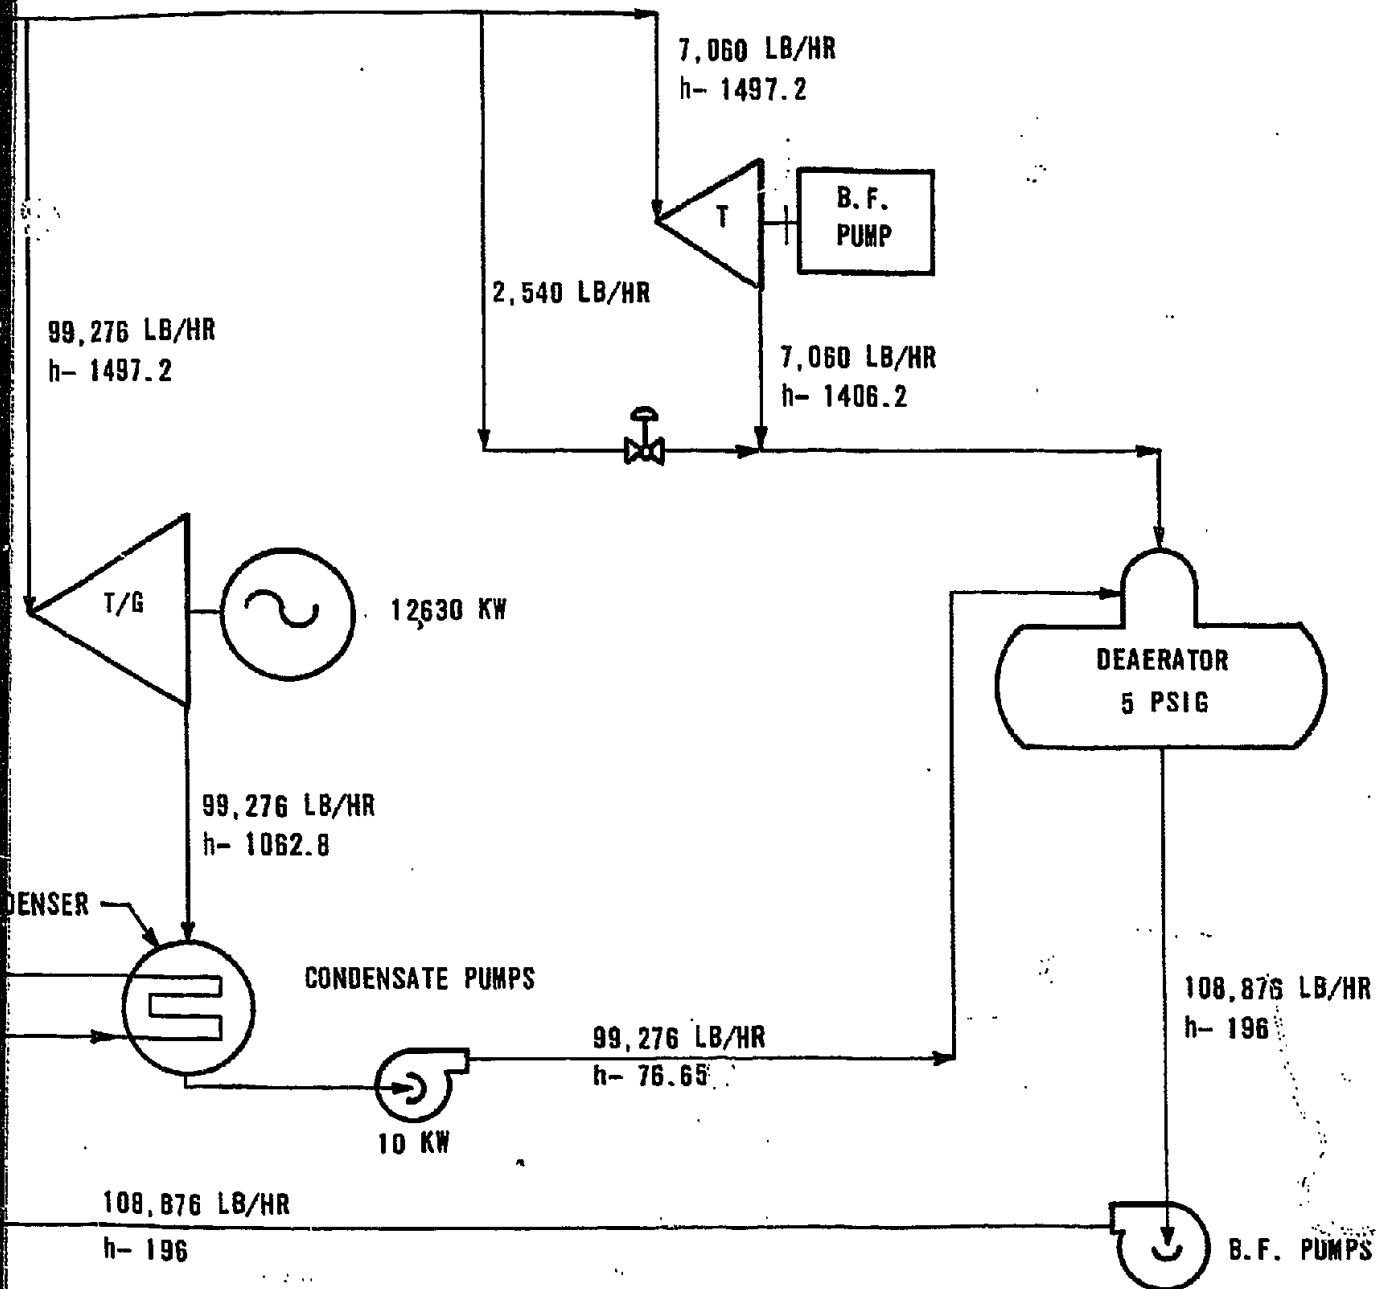 7,060 LB/HR
h- 1497.2
B.F.
PUMP
T
2,540 LB/HR
99,276 LB/HR
h- 1497.2
7,060 LB/HR
h- 1406.2
T/G
12,630 KW
DEAERATOR
5 PSIG
99,276 LB/HR
h- 1062.8
DENSER
CONDENSATE PUMPS
108,876 LB/HR
h- 196
99,276 LB/HR
h- 76.65
10 KW
108,876 LB/HR
h- 196
B.F. PUMPS